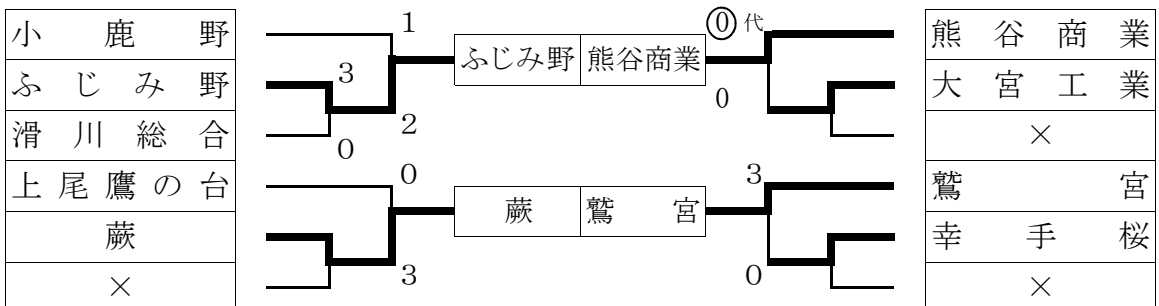 小鹿野
ふじみ野
滑川総合
上尾鷹の台
蕨
×
1
3
2
0
0
3
ふじみ野 熊谷商業
蕨 鷲宮
⓪代
0
3
0
熊谷商業
大宮工業
×
鷲宮
幸手桜
×